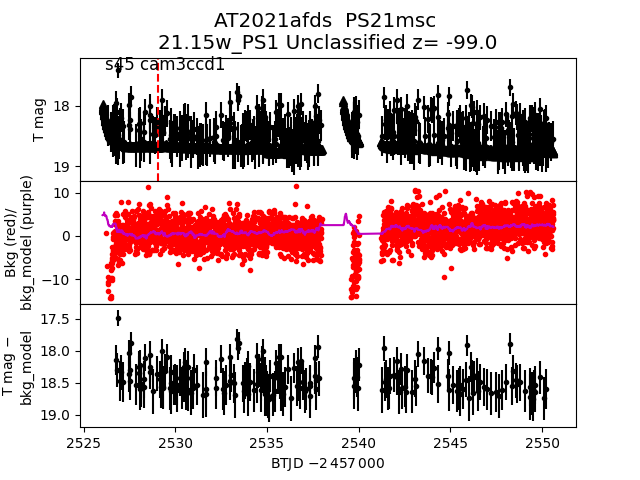 AT2021afds  PS21msc
21.15w_PS1 Unclassified z= -99.0
s45 cam3ccd1
T mag
18
19
Bkg (red)/
bkg_model (purple)
10
0
−10
T mag −
bkg_model
17.5
18.0
18.5
19.0
2525
2530
2535
2540
2545
2550
BTJD −2 457 000